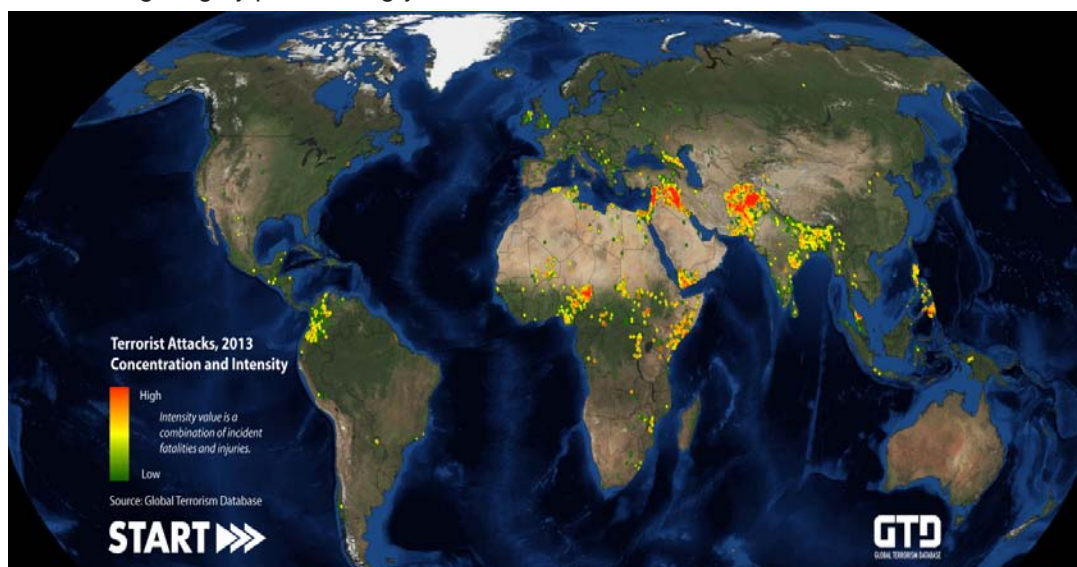 Terrorist Attacks, 2013
Concentration and Intensity
High
Intensity value is a
combination of incident
fatalities and injuries.
Low
Source: Global Terrorism Database
START
GTD
GLOBAL TERRORISM DATABASE